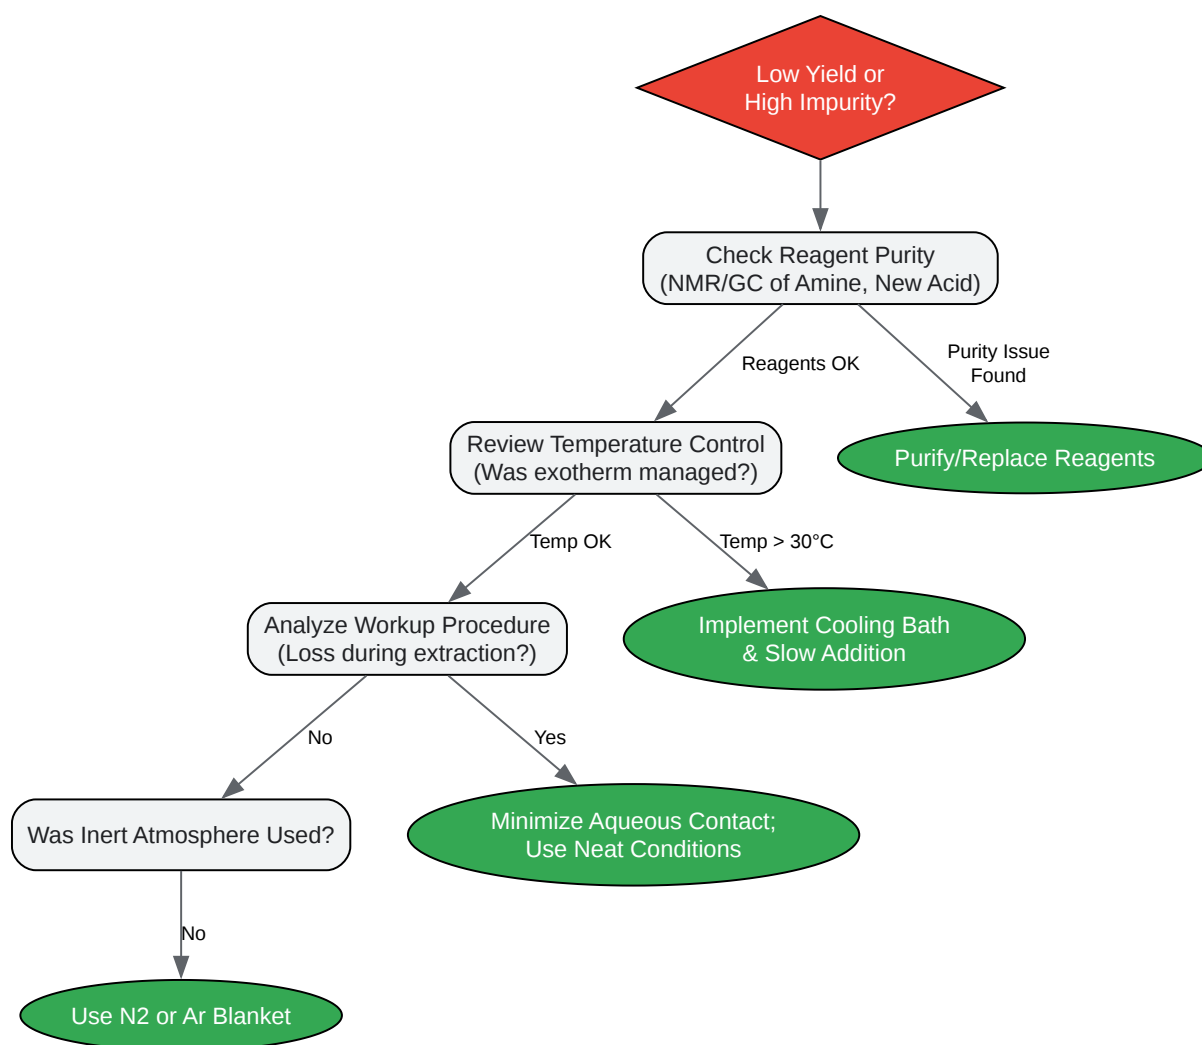 Low Yield or
High Impurity?
Check Reagent Purity
(NMR/GC of Amine, New Acid)
Reagents OK
Purity Issue
Found
Review Temperature Control
(Was exotherm managed?)
Purify/Replace Reagents
Temp OK
Temp > 30°C
Analyze Workup Procedure
(Loss during extraction?)
Implement Cooling Bath
& Slow Addition
No
Yes
Was Inert Atmosphere Used?
Minimize Aqueous Contact;
Use Neat Conditions
No
Use N2 or Ar Blanket